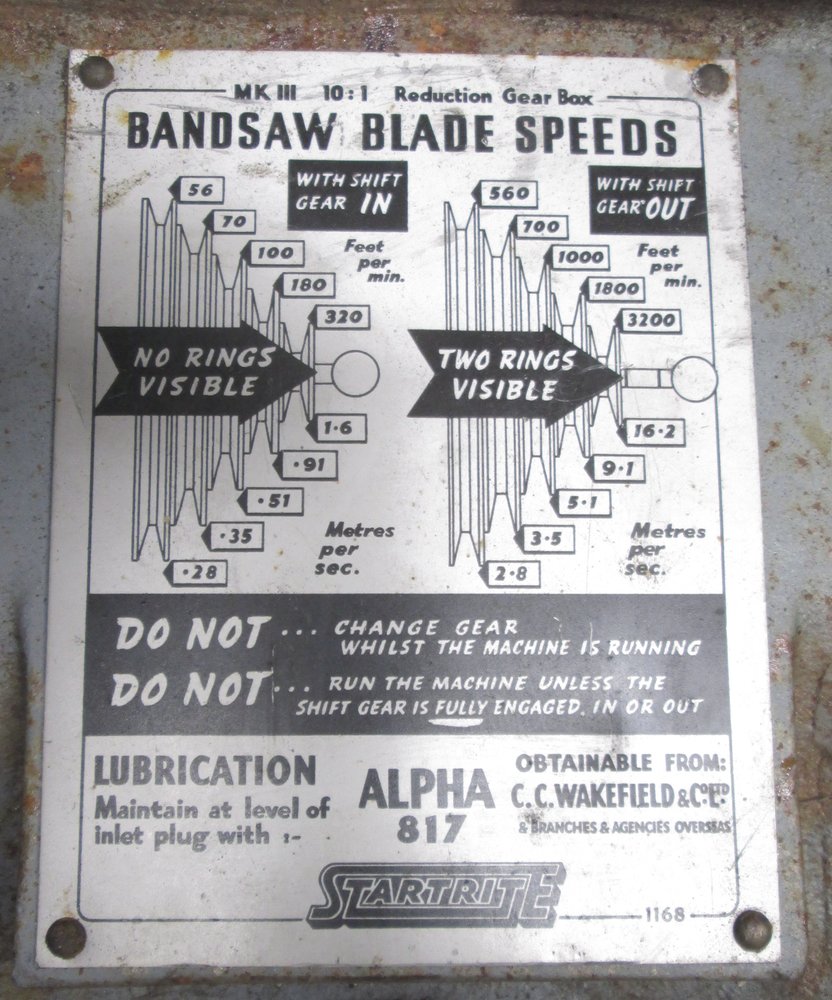 MK III 10:1 Reduction Gear Box
BANDSAW BLADE SPEEDS
WITH SHIFT
GEAR IN
56
70
100
180
320
Feet
per
min.
NO RINGS
VISIBLE
1·6
·91
·51
·35
·28
Metres
per
sec.
WITH SHIFT
GEAR OUT
560
700
1000
1800
3200
Feet
per
min.
TWO RINGS
VISIBLE
16·2
9·1
5·1
3·5
2·8
Metres
per
sec.
DO NOT... CHANGE GEAR
WHILST THE MACHINE IS RUNNING
DO NOT... RUN THE MACHINE UNLESS THE
SHIFT GEAR IS FULLY ENGAGED, IN OR OUT
LUBRICATION
Maintain at level of
inlet plug with :-
ALPHA
817
OBTAINABLE FROM:
C.C. WAKEFIELD & Co. LTD.
& BRANCHES & AGENCIES OVERSEAS
STARTRITE
1168